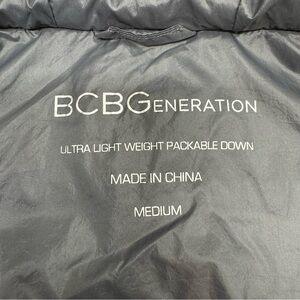 BCBGENERATION
ULTRA LIGHT WEIGHT PACKABLE DOWN
MADE IN CHINA
MEDIUM